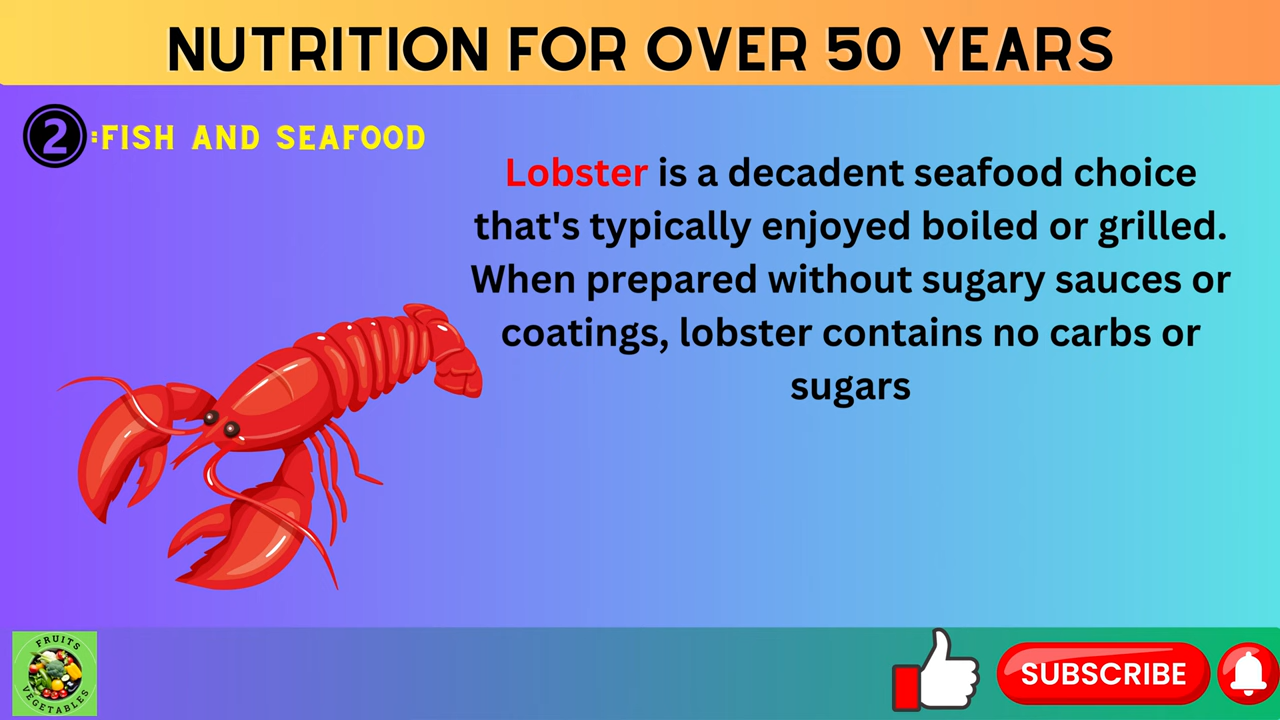 NUTRITION FOR OVER 50 YEARS
2 :FISH AND SEAFOOD
Lobster is a decadent seafood choice
that's typically enjoyed boiled or grilled.
When prepared without sugary sauces or
coatings, lobster contains no carbs or
sugars
FRUITS
VEGETABLES
SUBSCRIBE